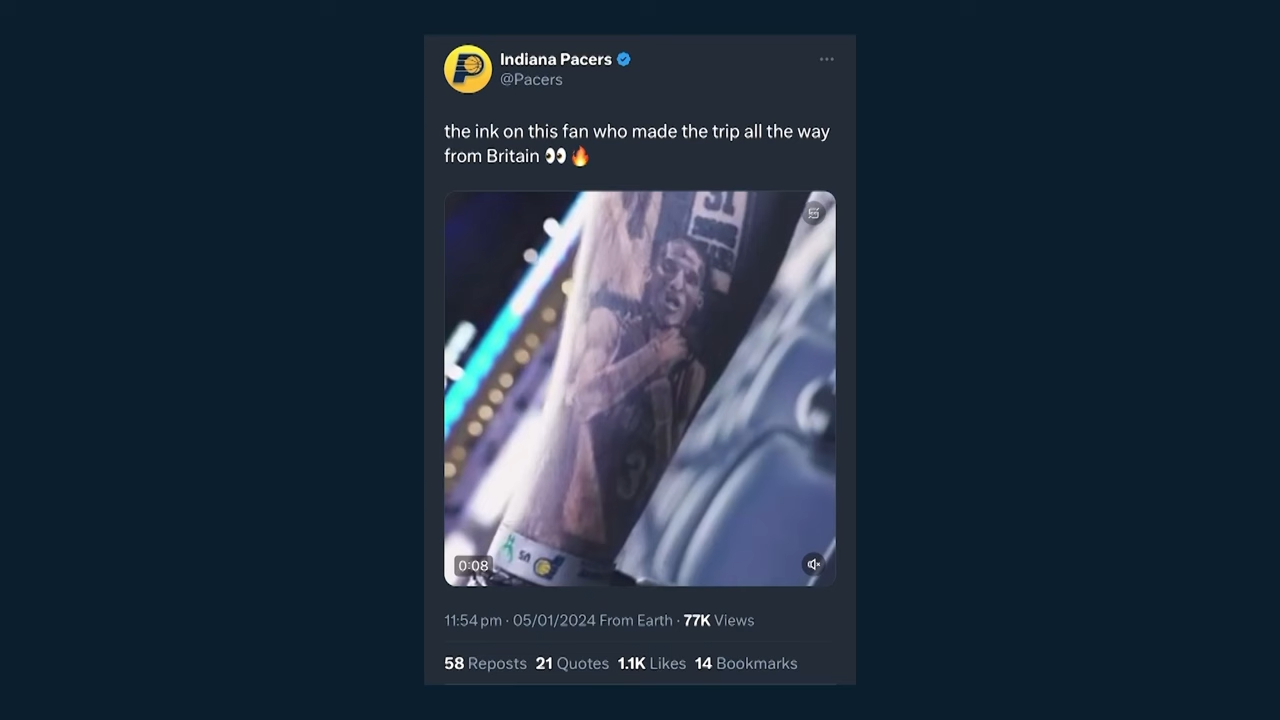 Indiana Pacers
@Pacers
the ink on this fan who made the trip all the way
from Britain 👀🔥
0:08
11:54 pm · 05/01/2024 From Earth · 77K Views
58 Reposts 21 Quotes 1.1K Likes 14 Bookmarks